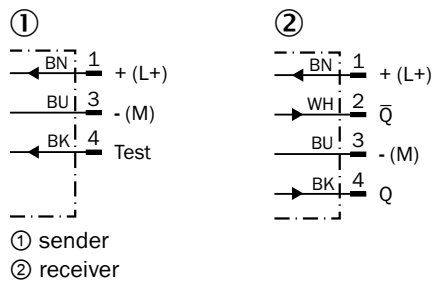 ① ②
BN 1 + (L+)
BU 3 - (M)
BK 4 Test
BN 1 + (L+)
WH 2 Q̅
BU 3 - (M)
BK 4 Q
① sender
② receiver